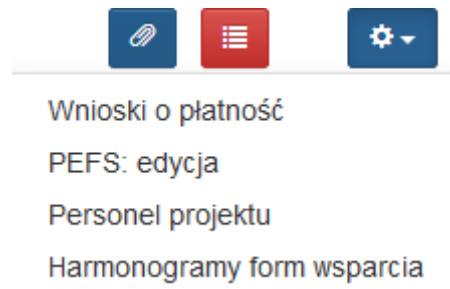 Wnioski o płatność
PEFS: edycja
Personel projektu
Harmonogramy form wsparcia